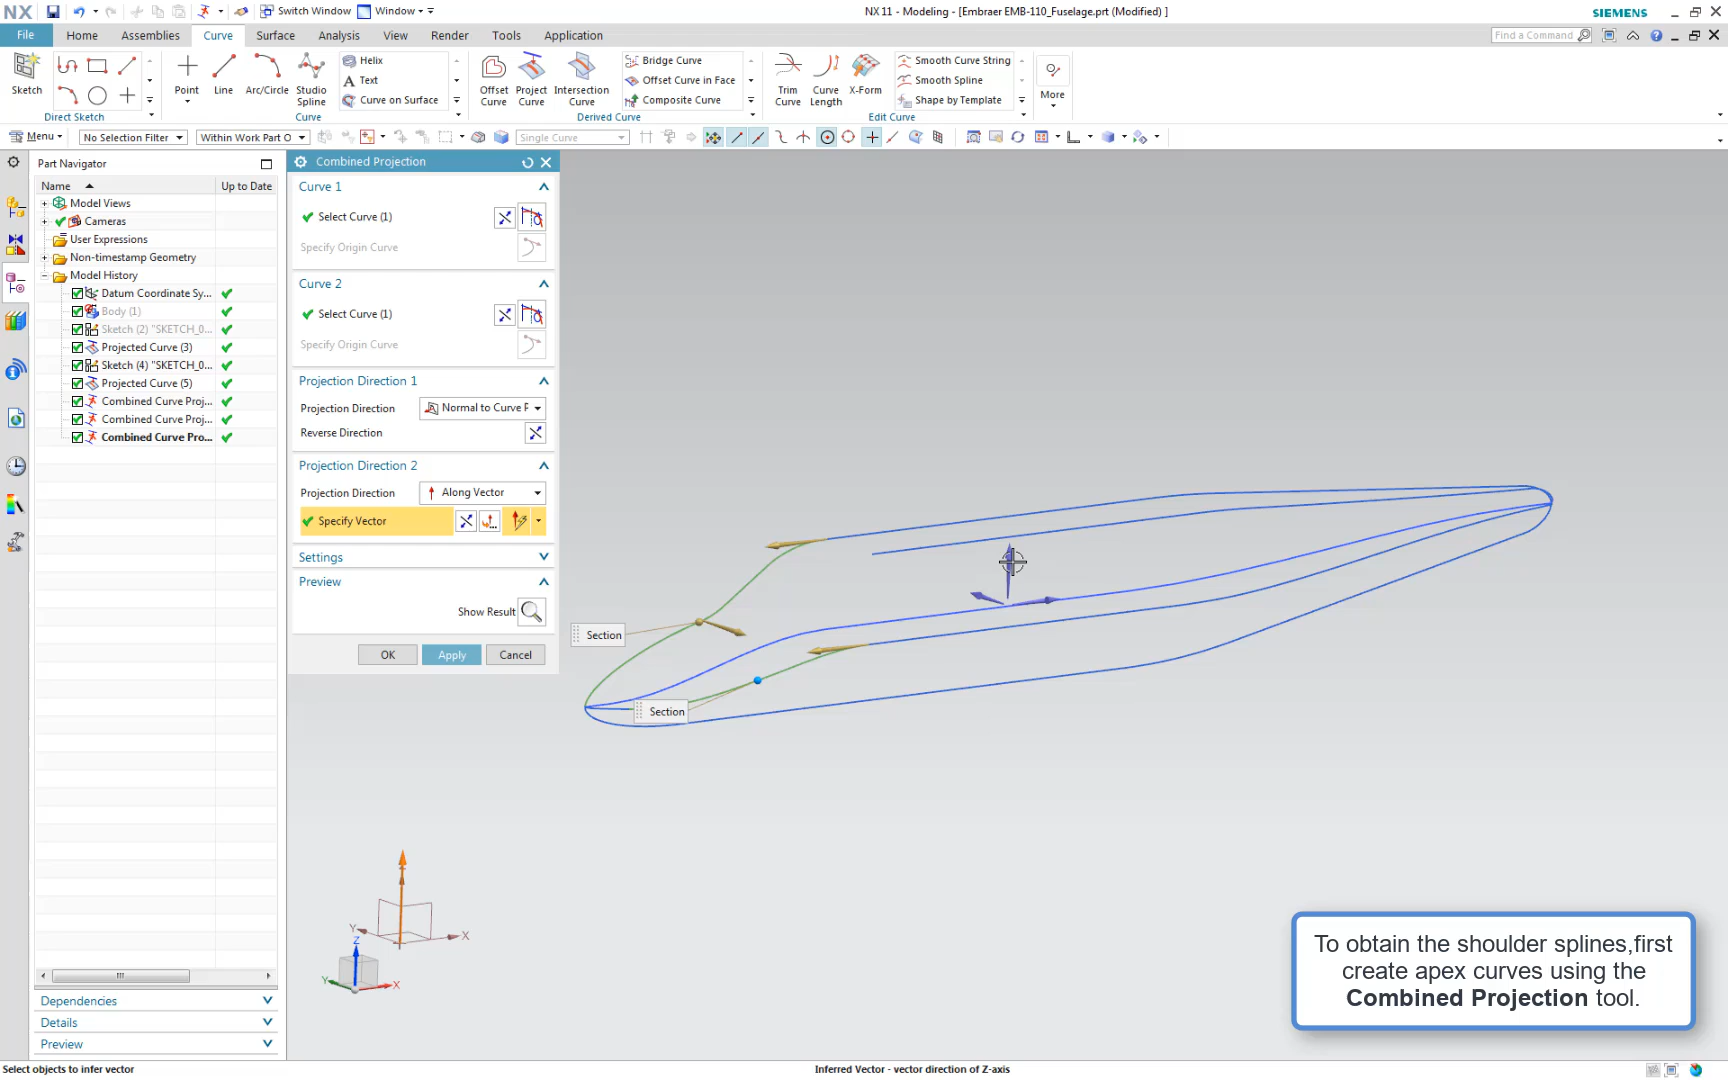 NX
Switch Window
Window
NX 11 - Modeling - [Embraer EMB-110_Fuselage.prt (Modified) ]
SIEMENS
File
Home
Assemblies
Curve
Surface
Analysis
View
Render
Tools
Application
Find a Command
Sketch
Direct Sketch
Point
Line
Arc/Circle
Studio
Spline
Helix
Text
Curve on Surface
Curve
Offset
Curve
Project
Curve
Intersection
Curve
Bridge Curve
Offset Curve in Face
Composite Curve
Derived Curve
Trim
Curve
Curve
Length
X-Form
Smooth Curve String
Smooth Spline
Shape by Template
Edit Curve
More
Menu
No Selection Filter
Within Work Part O
Single Curve
Part Navigator
Name
Up to Date
Model Views
Cameras
User Expressions
Non-timestamp Geometry
Model History
Datum Coordinate Sy...
Body (1)
Sketch (2) "SKETCH_0...
Projected Curve (3)
Sketch (4) "SKETCH_0...
Projected Curve (5)
Combined Curve Proj...
Combined Curve Proj...
Combined Curve Pro...
Dependencies
Details
Preview
Combined Projection
Curve 1
Select Curve (1)
Specify Origin Curve
Curve 2
Select Curve (1)
Specify Origin Curve
Projection Direction 1
Projection Direction
Normal to Curve P
Reverse Direction
Projection Direction 2
Projection Direction
Along Vector
Specify Vector
Settings
Preview
Show Result
OK
Apply
Cancel
Section
Section
Y
X
Z
Y
X
To obtain the shoulder splines,first
create apex curves using the
Combined Projection tool.
Select objects to infer vector
Inferred Vector - vector direction of Z-axis